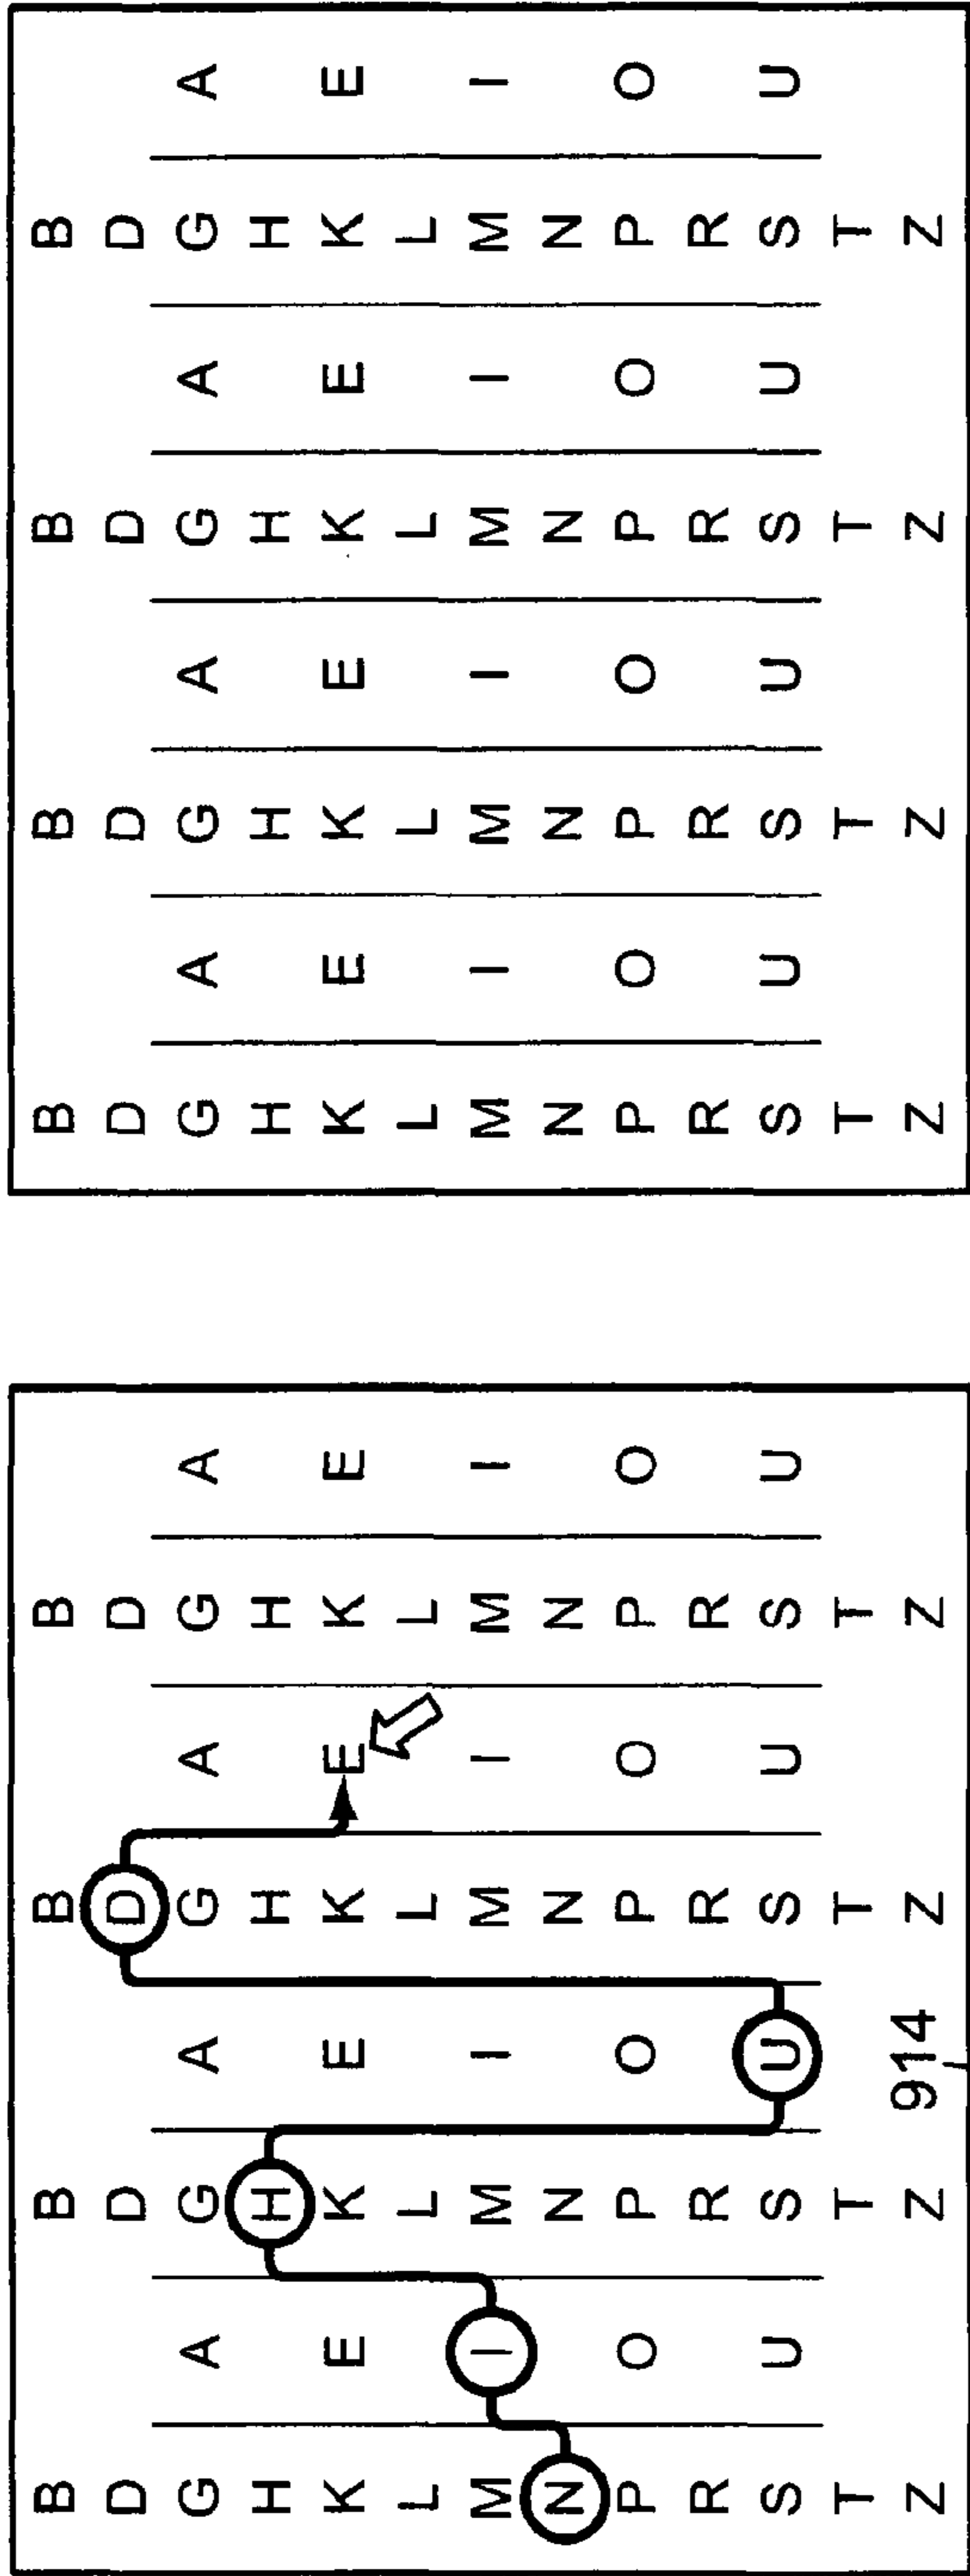 B B B B
D D D D
G A G A G A G A
H H H H
K E K E K E K E
L L L L
M I M I M I M I
N N N N
P O P O P O P O
R R R R
S U S U S U S U
T T T T
Z Z 914 Z Z
B B B B
D D D D
G A G A G A G A
H H H H
K E K E K E K E
L L L L
M I M I M I M I
N N N N
P O P O P O P O
R R R R
S U S U S U S U
T T T T
Z Z Z Z